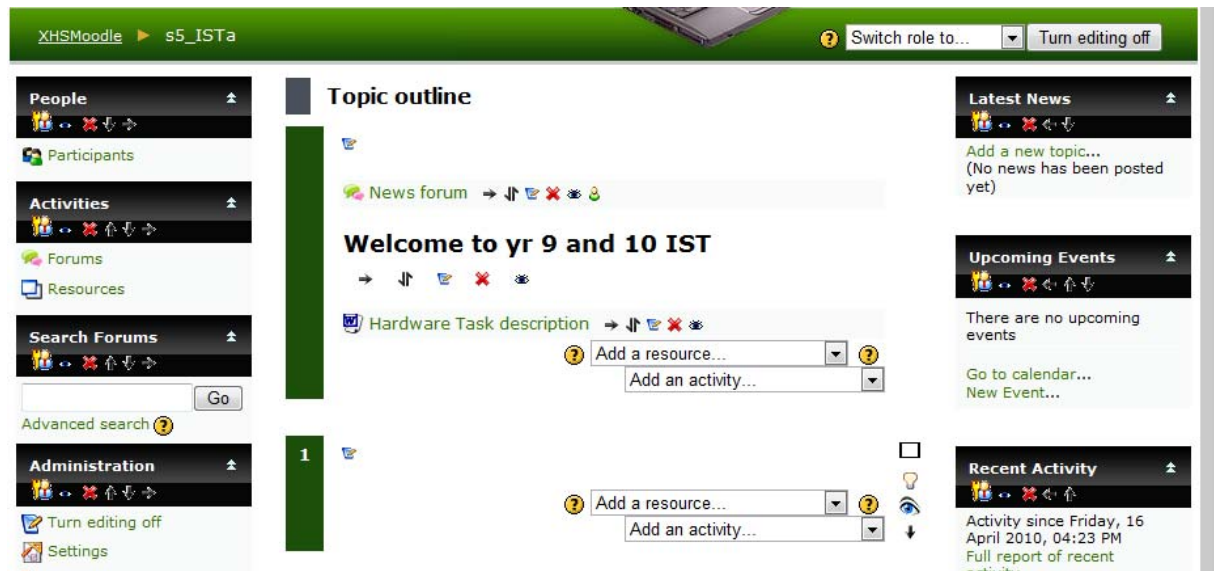 XHSMoodle ► s5_ISTa
Switch role to...
Turn editing off
People
Participants
Activities
Forums
Resources
Search Forums
Go
Advanced search
Administration
Turn editing off
Settings
Topic outline
News forum
Welcome to yr 9 and 10 IST
Hardware Task description
Add a resource...
Add an activity...
1
Add a resource...
Add an activity...
Latest News
Add a new topic...
(No news has been posted
yet)
Upcoming Events
There are no upcoming
events
Go to calendar...
New Event...
Recent Activity
Activity since Friday, 16
April 2010, 04:23 PM
Full report of recent